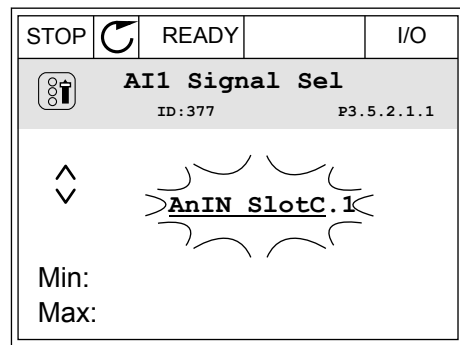 STOP READY I/O
AI1 Signal Sel
ID:377 P3.5.2.1.1
AnIN SlotC.1
Min:
Max: